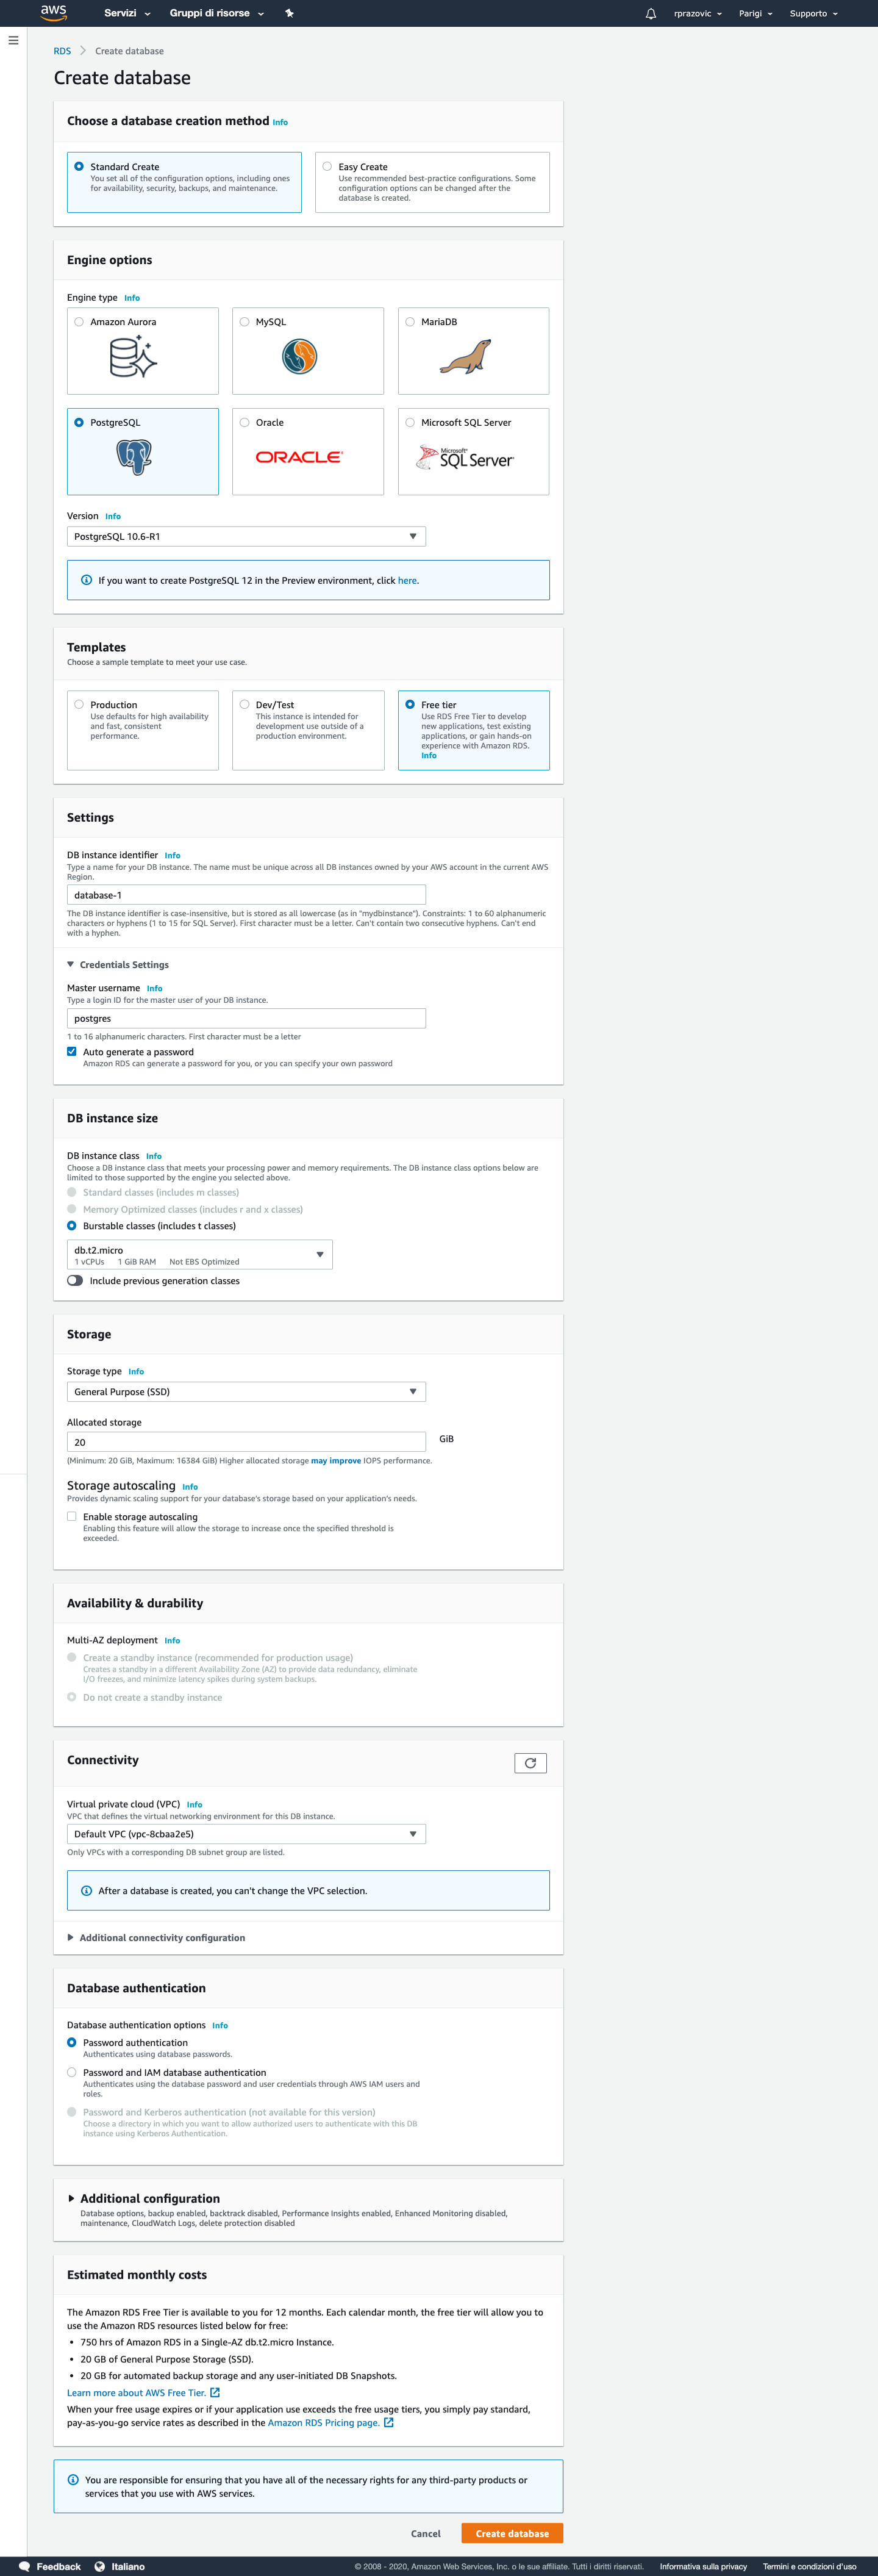 aws Servizi Gruppi di risorse rprazovic Parigi Supporto
RDS Create database
Create database
Choose a database creation method Info
Standard Create
You set all of the configuration options, including ones
for availability, security, backups, and maintenance.
Easy Create
Use recommended best-practice configurations. Some
configuration options can be changed after the
database is created.
Engine options
Engine type Info
Amazon Aurora
MySQL
MariaDB
PostgreSQL
Oracle
ORACLE
Microsoft SQL Server
Microsoft
SQL Server
Version Info
PostgreSQL 10.6-R1
If you want to create PostgreSQL 12 in the Preview environment, click here.
Templates
Choose a sample template to meet your use case.
Production
Use defaults for high availability
and fast, consistent
performance.
Dev/Test
This instance is intended for
development use outside of a
production environment.
Free tier
Use RDS Free Tier to develop
new applications, test existing
applications, or gain hands-on
experience with Amazon RDS.
Info
Settings
DB instance identifier Info
Type a name for your DB instance. The name must be unique across all DB instances owned by your AWS account in the current AWS
Region.
database-1
The DB instance identifier is case-insensitive, but is stored as all lowercase (as in "mydbinstance"). Constraints: 1 to 60 alphanumeric
characters or hyphens (1 to 15 for SQL Server). First character must be a letter. Can't contain two consecutive hyphens. Can't end
with a hyphen.
Credentials Settings
Master username Info
Type a login ID for the master user of your DB instance.
postgres
1 to 16 alphanumeric characters. First character must be a letter
Auto generate a password
Amazon RDS can generate a password for you, or you can specify your own password
DB instance size
DB instance class Info
Choose a DB instance class that meets your processing power and memory requirements. The DB instance class options below are
limited to those supported by the engine you selected above.
Standard classes (includes m classes)
Memory Optimized classes (includes r and x classes)
Burstable classes (includes t classes)
db.t2.micro
1 vCPUs 1 GiB RAM Not EBS Optimized
Include previous generation classes
Storage
Storage type Info
General Purpose (SSD)
Allocated storage
20 GiB
(Minimum: 20 GiB, Maximum: 16384 GiB) Higher allocated storage may improve IOPS performance.
Storage autoscaling Info
Provides dynamic scaling support for your database's storage based on your application's needs.
Enable storage autoscaling
Enabling this feature will allow the storage to increase once the specified threshold is
exceeded.
Availability & durability
Multi-AZ deployment Info
Create a standby instance (recommended for production usage)
Creates a standby in a different Availability Zone (AZ) to provide data redundancy, eliminate
I/O freezes, and minimize latency spikes during system backups.
Do not create a standby instance
Connectivity
Virtual private cloud (VPC) Info
VPC that defines the virtual networking environment for this DB instance.
Default VPC (vpc-8cbaa2e5)
Only VPCs with a corresponding DB subnet group are listed.
After a database is created, you can't change the VPC selection.
Additional connectivity configuration
Database authentication
Database authentication options Info
Password authentication
Authenticates using database passwords.
Password and IAM database authentication
Authenticates using the database password and user credentials through AWS IAM users and
roles.
Password and Kerberos authentication (not available for this version)
Choose a directory in which you want to allow authorized users to authenticate with this DB
instance using Kerberos Authentication.
Additional configuration
Database options, backup enabled, backtrack disabled, Performance Insights enabled, Enhanced Monitoring disabled,
maintenance, CloudWatch Logs, delete protection disabled
Estimated monthly costs
The Amazon RDS Free Tier is available to you for 12 months. Each calendar month, the free tier will allow you to
use the Amazon RDS resources listed below for free:
• 750 hrs of Amazon RDS in a Single-AZ db.t2.micro Instance.
• 20 GB of General Purpose Storage (SSD).
• 20 GB for automated backup storage and any user-initiated DB Snapshots.
Learn more about AWS Free Tier.
When your free usage expires or if your application use exceeds the free usage tiers, you simply pay standard,
pay-as-you-go service rates as described in the Amazon RDS Pricing page.
You are responsible for ensuring that you have all of the necessary rights for any third-party products or
services that you use with AWS services.
Cancel Create database
Feedback Italiano © 2008 - 2020, Amazon Web Services, Inc. o le sue affiliate. Tutti i diritti riservati. Informativa sulla privacy Termini e condizioni d'uso